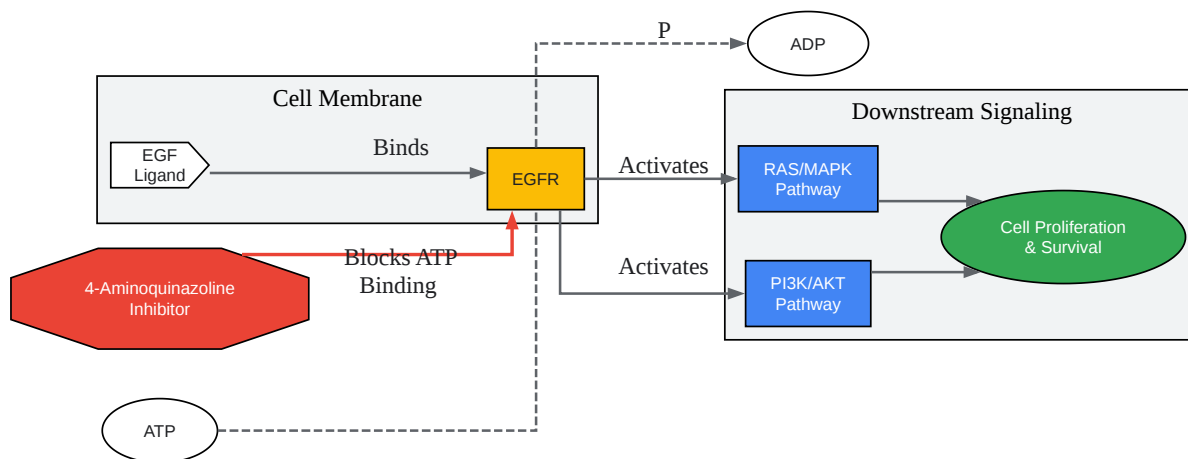 P
ADP
Cell Membrane
EGF
Ligand
Binds
EGFR
Activates
Downstream Signaling
RAS/MAPK
Pathway
Cell Proliferation
& Survival
Blocks ATP
Binding
4-Aminoquinazoline
Inhibitor
Activates
PI3K/AKT
Pathway
ATP